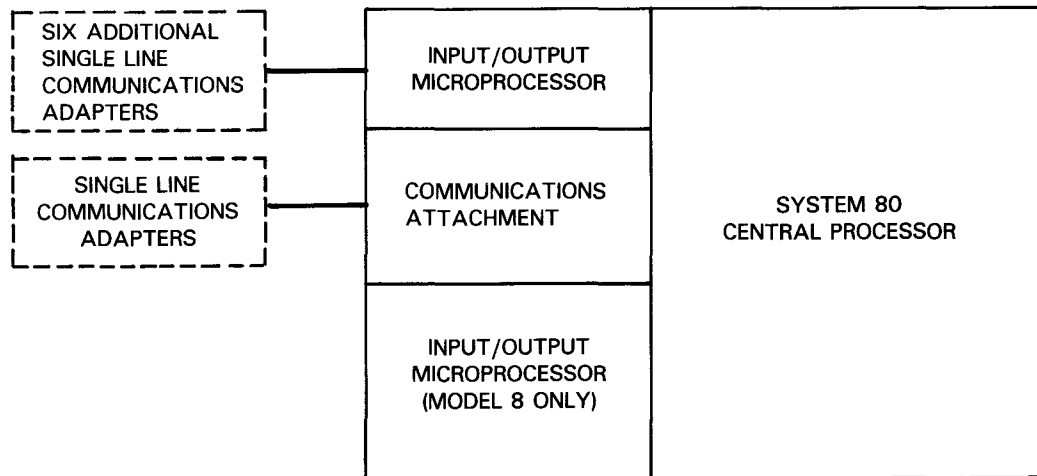 SIX ADDITIONAL
SINGLE LINE
COMMUNICATIONS
ADAPTERS
INPUT/OUTPUT
MICROPROCESSOR
SINGLE LINE
COMMUNICATIONS
ADAPTERS
COMMUNICATIONS
ATTACHMENT
SYSTEM 80
CENTRAL PROCESSOR
INPUT/OUTPUT
MICROPROCESSOR
(MODEL 8 ONLY)